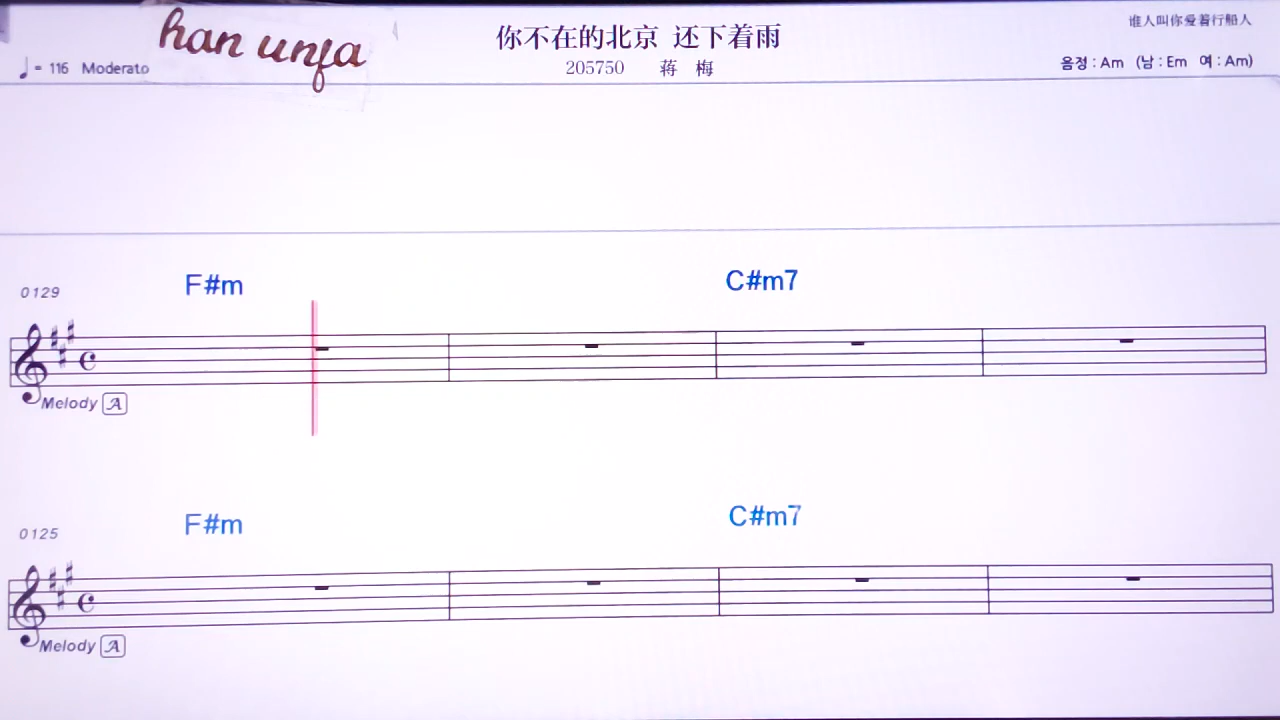 han unfa
你不在的北京 还下着雨
谁人叫你爱着行船人
♩= 116 Moderato
205750 蒋 梅
음정 : Am (남 : Em 여 : Am)
0129 F#m C#m7
Melody A
0125 F#m C#m7
Melody A